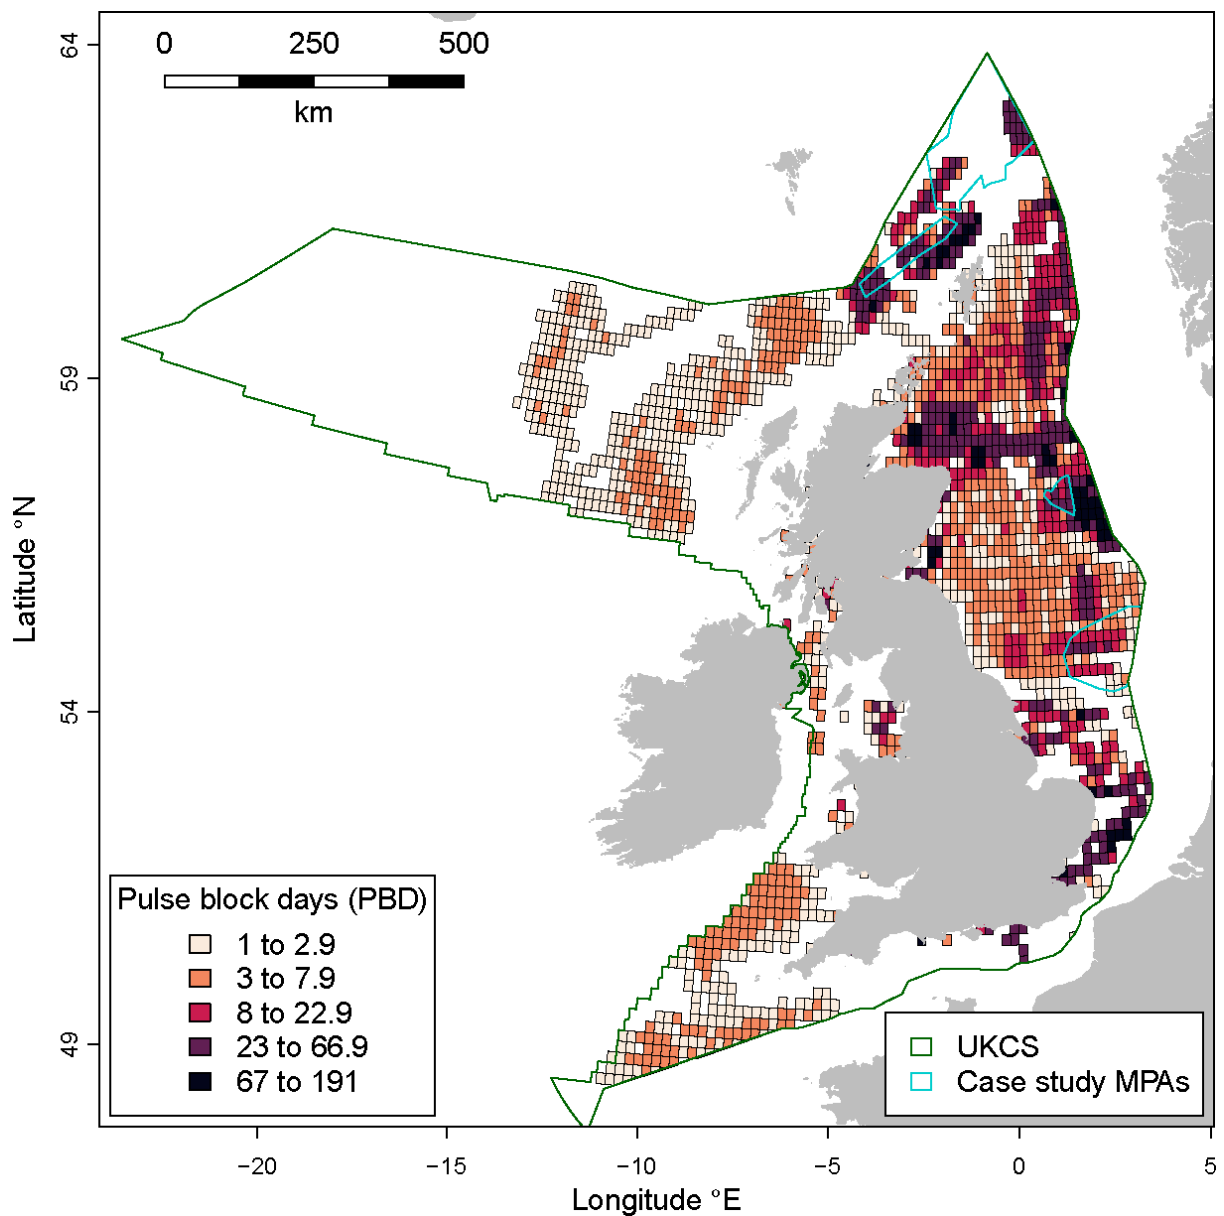 0 250 500
km
64
59
54
49
Latitude °N
Pulse block days (PBD)
1 to 2.9
3 to 7.9
8 to 22.9
23 to 66.9
67 to 191
UKCS
Case study MPAs
−20 −15 −10 −5 0 5
Longitude °E